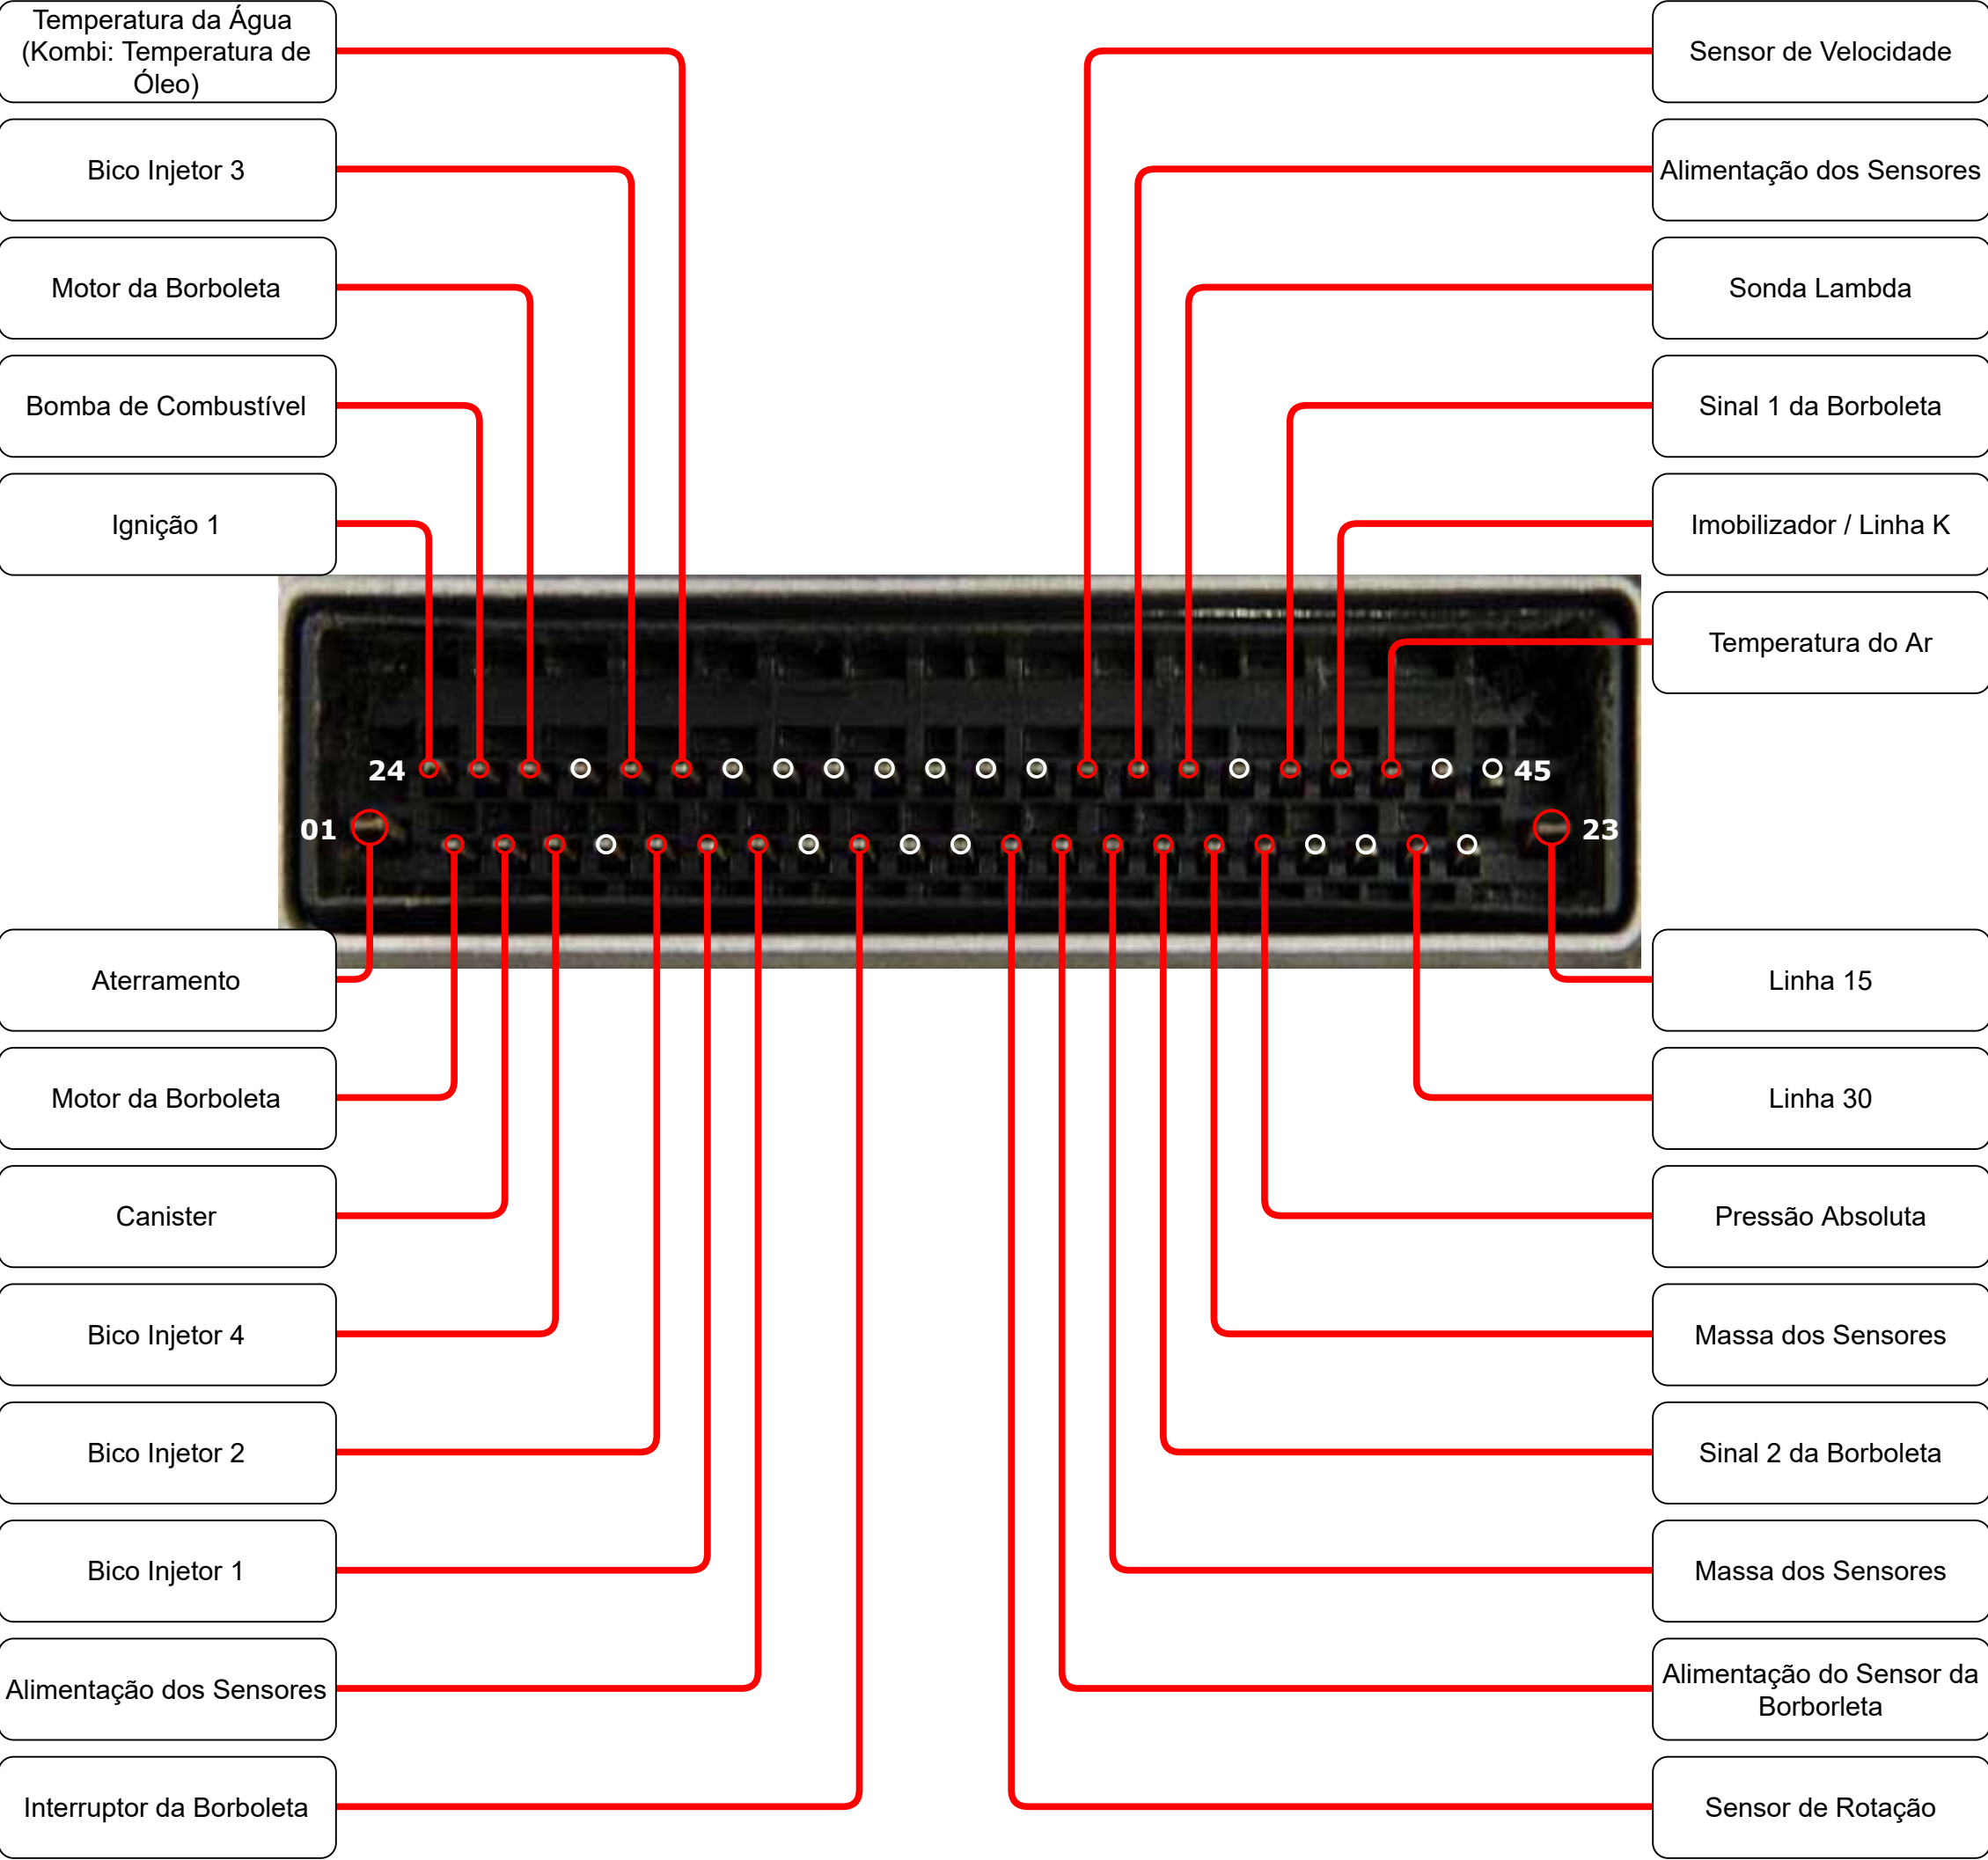 Temperatura da Água
(Kombi: Temperatura de
Óleo)
Bico Injetor 3
Motor da Borboleta
Bomba de Combustível
Ignição 1
Sensor de Velocidade
Alimentação dos Sensores
Sonda Lambda
Sinal 1 da Borboleta
Imobilizador / Linha K
Temperatura do Ar
24
45
01
23
Aterramento
Motor da Borboleta
Canister
Bico Injetor 4
Bico Injetor 2
Bico Injetor 1
Alimentação dos Sensores
Interruptor da Borboleta
Linha 15
Linha 30
Pressão Absoluta
Massa dos Sensores
Sinal 2 da Borboleta
Massa dos Sensores
Alimentação do Sensor da
Borborleta
Sensor de Rotação